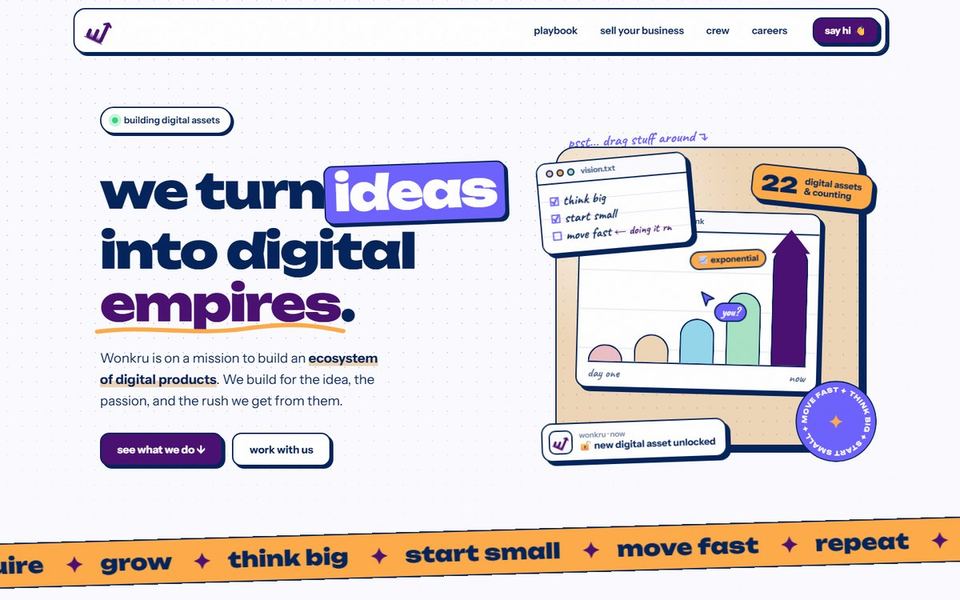 playbook
sell your business
crew
careers
say hi 👋
building digital assets
we turn ideas
into digital
empires.
Wonkru is on a mission to build an ecosystem
of digital products. We build for the idea, the
passion, and the rush we get from them.
see what we do ↓
work with us
psst... drag stuff around
vision.txt
think big
start small
move fast ← doing it rn
22
digital assets
& counting
exponential
you?
day one
now
wonkru · now
🔓 new digital asset unlocked
MOVE FAST ✦ THINK BIG ✦ START SMALL ✦
grow ✦ think big ✦ start small ✦ move fast ✦ repeat ✦